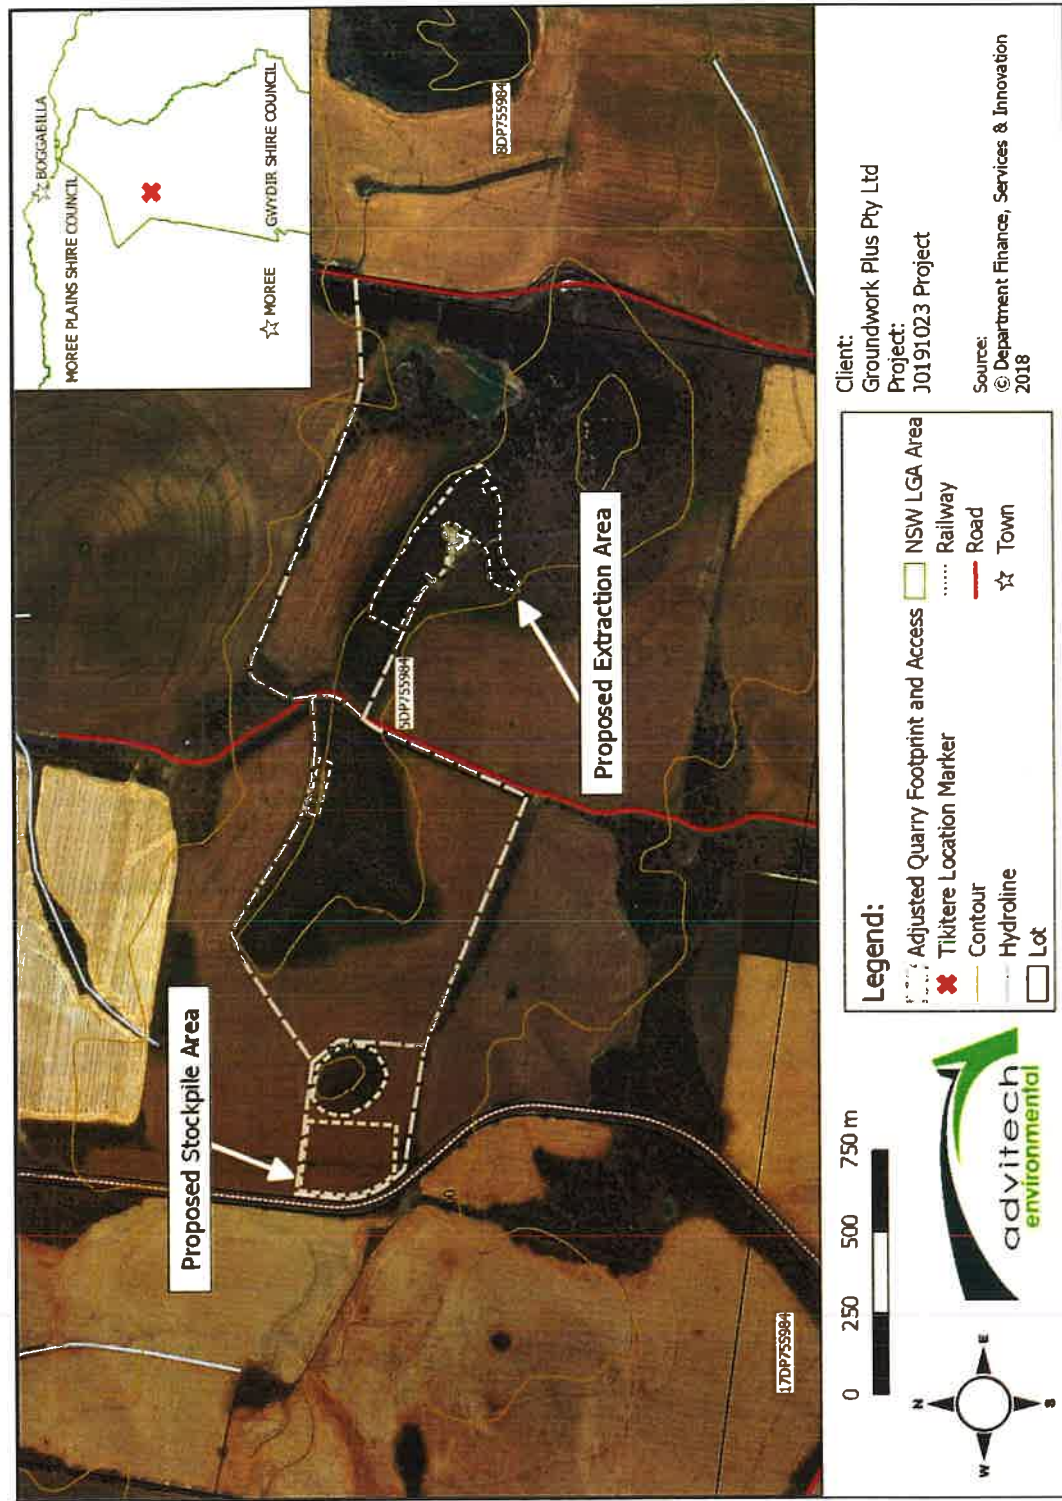 BOGGABILLA
MOREE PLAINS SHIRE COUNCIL
MOREE
GWYDIR SHIRE COUNCIL
Proposed Stockpile Area
5DP755984
Proposed Extraction Area
8DP755984
17DP755984
0 250 500 750 m
N
W E
S
advitech
environmental
Legend:
Adjusted Quarry Footprint and Access
Tikitere Location Marker
Contour
Hydroline
Lot
NSW LGA Area
Railway
Road
Town
Client:
Groundwork Plus Pty Ltd
Project:
J0191023 Project
Source:
© Department Finance, Services & Innovation
2018